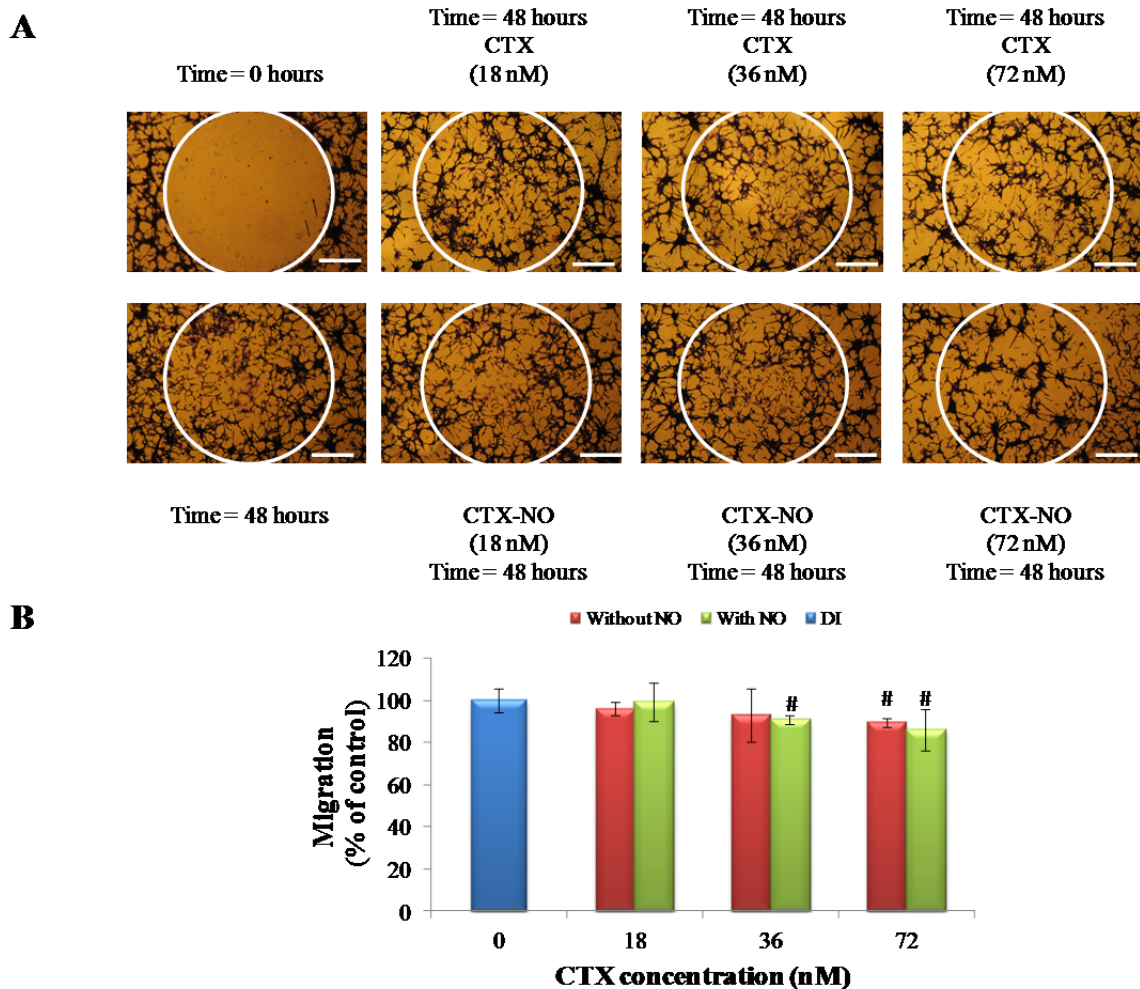 A
Time = 0 hours
Time = 48 hours
CTX
(18 nM)
Time = 48 hours
CTX
(36 nM)
Time = 48 hours
CTX
(72 nM)
Time = 48 hours
CTX-NO
(18 nM)
Time = 48 hours
CTX-NO
(36 nM)
Time = 48 hours
CTX-NO
(72 nM)
Time = 48 hours
B
Without NO With NO DI
Migration
(% of control)
120
100
80
60
40
20
0
#
# #
0 18 36 72
CTX concentration (nM)